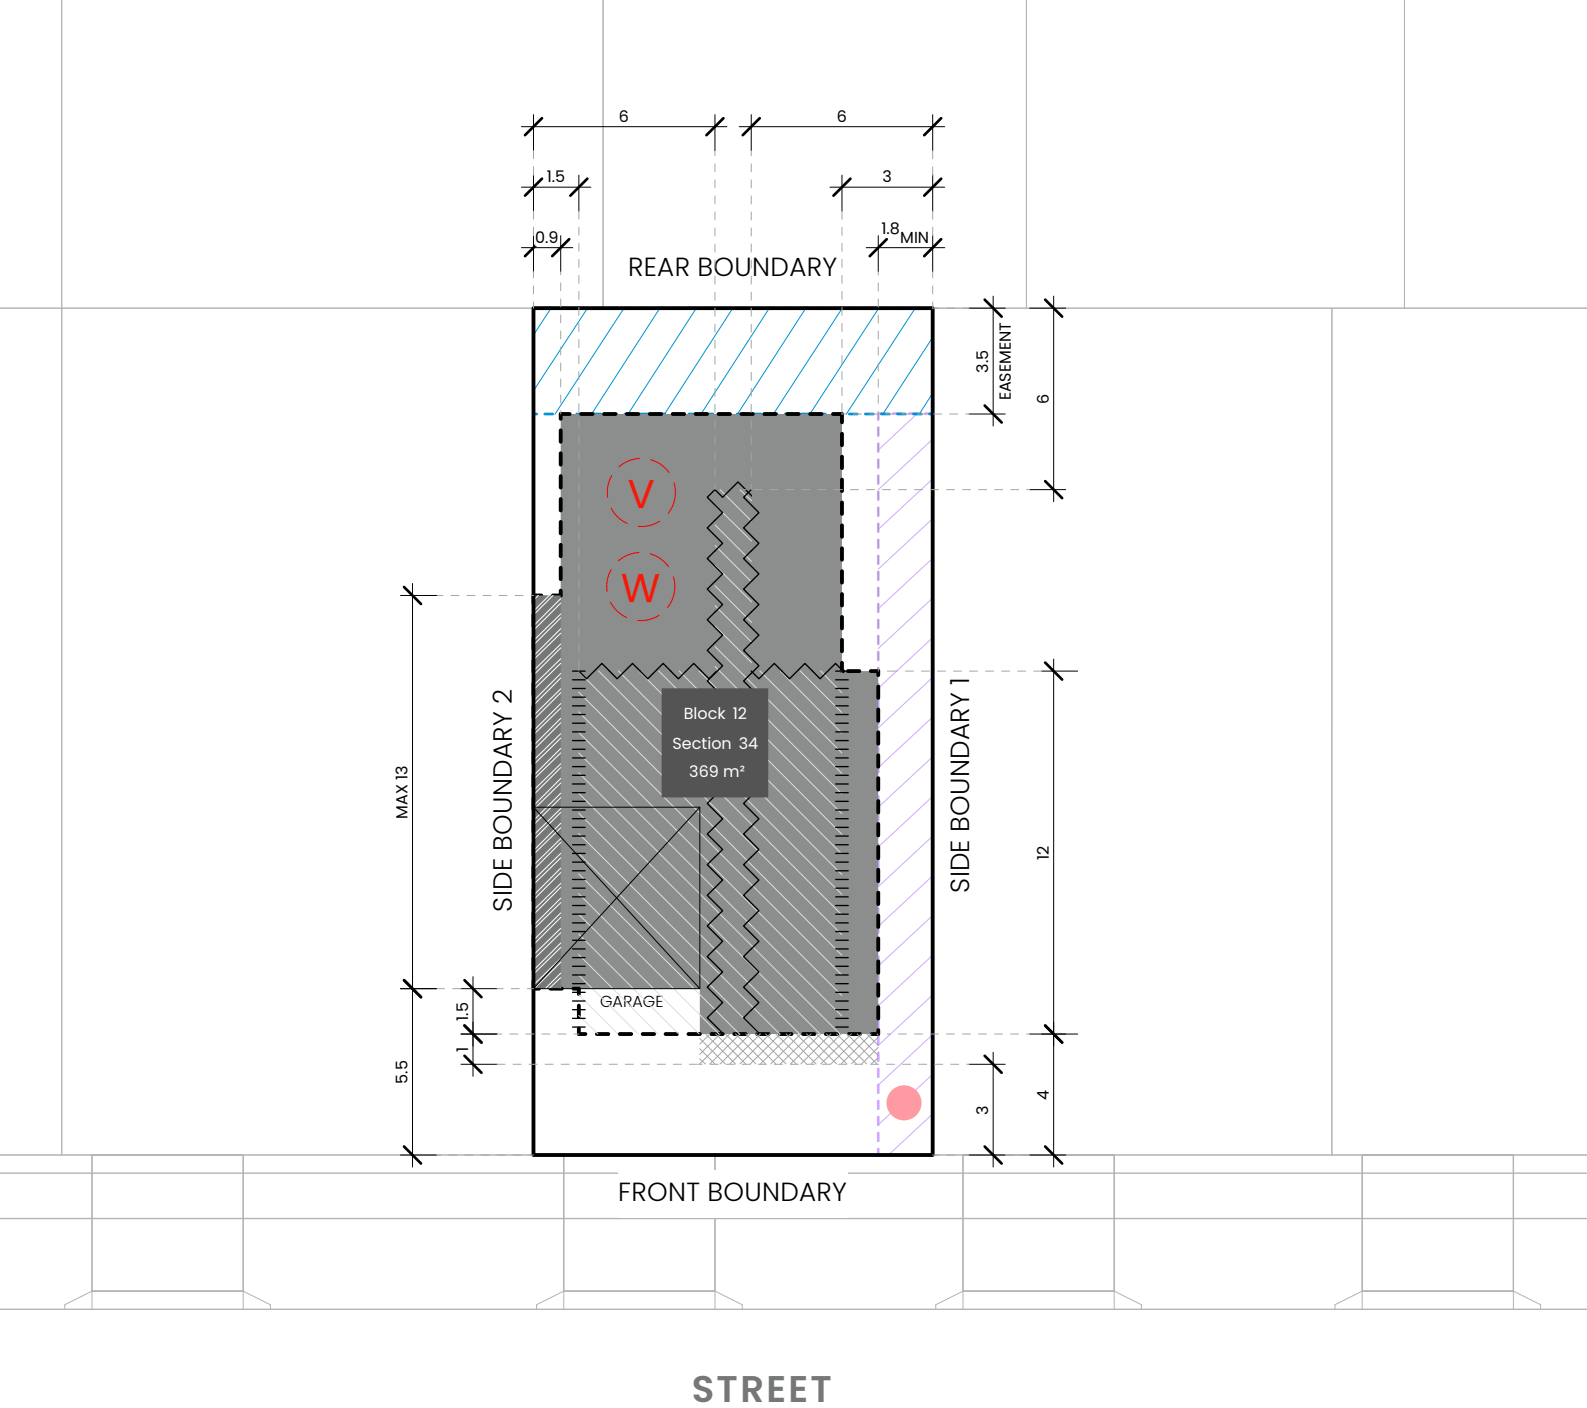 6
6
1.5
3
0.9
1.8 MIN
REAR BOUNDARY
3.5
EASEMENT
6
V
W
Block 12
Section 34
369 m²
SIDE BOUNDARY 2
SIDE BOUNDARY 1
MAX 13
12
GARAGE
1.5
1
5.5
3
4
FRONT BOUNDARY
STREET